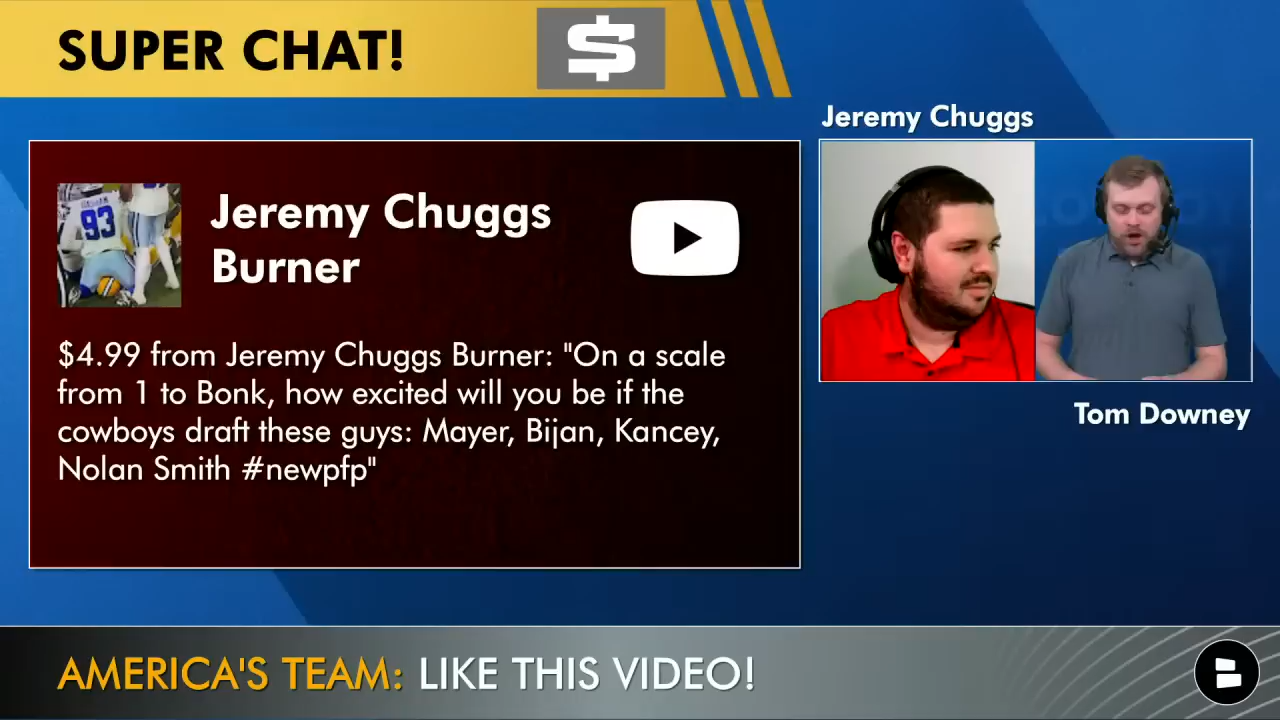 SUPER CHAT!
$
Jeremy Chuggs
Jeremy Chuggs
Burner
93
$4.99 from Jeremy Chuggs Burner: "On a scale
from 1 to Bonk, how excited will you be if the
cowboys draft these guys: Mayer, Bijan, Kancey,
Nolan Smith #newpfp"
Tom Downey
AMERICA'S TEAM: LIKE THIS VIDEO!